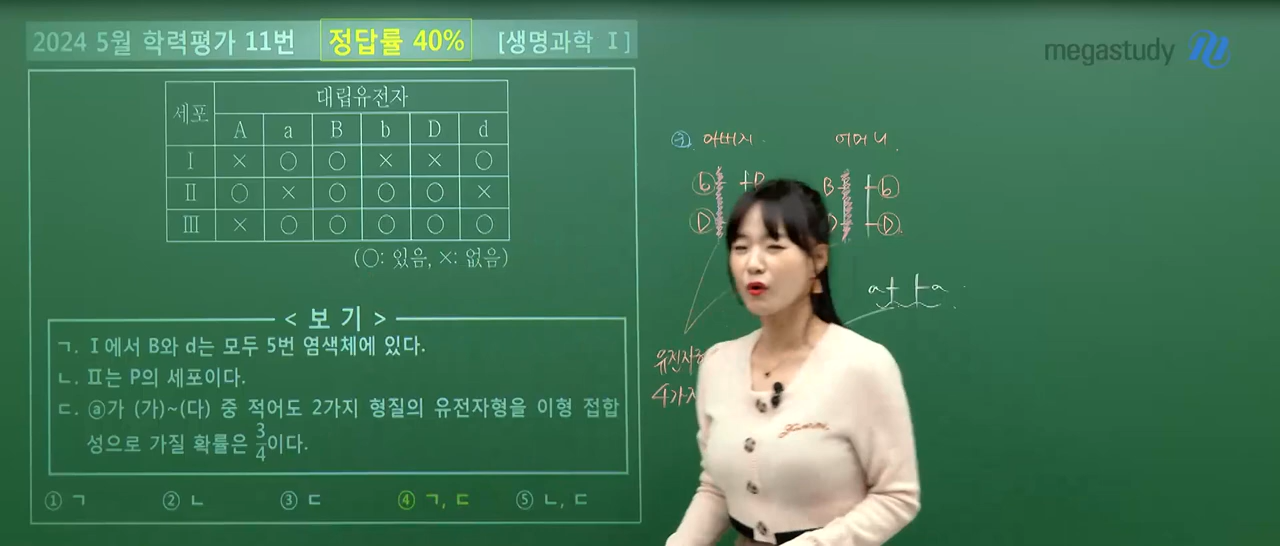 2024 5월 학력평가 11번 정답률 40% [생명과학 Ⅰ]
megastudy
세포 대립유전자
A a B b D d
Ⅰ × ○ ○ × × ○
Ⅱ ○ × ○ ○ ○ ×
Ⅲ × ○ ○ ○ ○ ○
(○: 있음, ×: 없음)
< 보 기 >
ㄱ. Ⅰ에서 B와 d는 모두 5번 염색체에 있다.
ㄴ. Ⅱ는 P의 세포이다.
ㄷ. ⓐ가 (가)~(다) 중 적어도 2가지 형질의 유전자형을 이형 접합
성으로 가질 확률은 3/4이다.
① ㄱ ② ㄴ ③ ㄷ ④ ㄱ, ㄷ ⑤ ㄴ, ㄷ
아버지 어머니
b B b
D D
a a
4가지